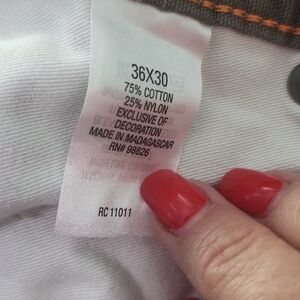 36X30
75% COTTON
25% NYLON
EXCLUSIVE OF
DECORATION
MADE IN MADAGASCAR
RN# 98826
RC 11011